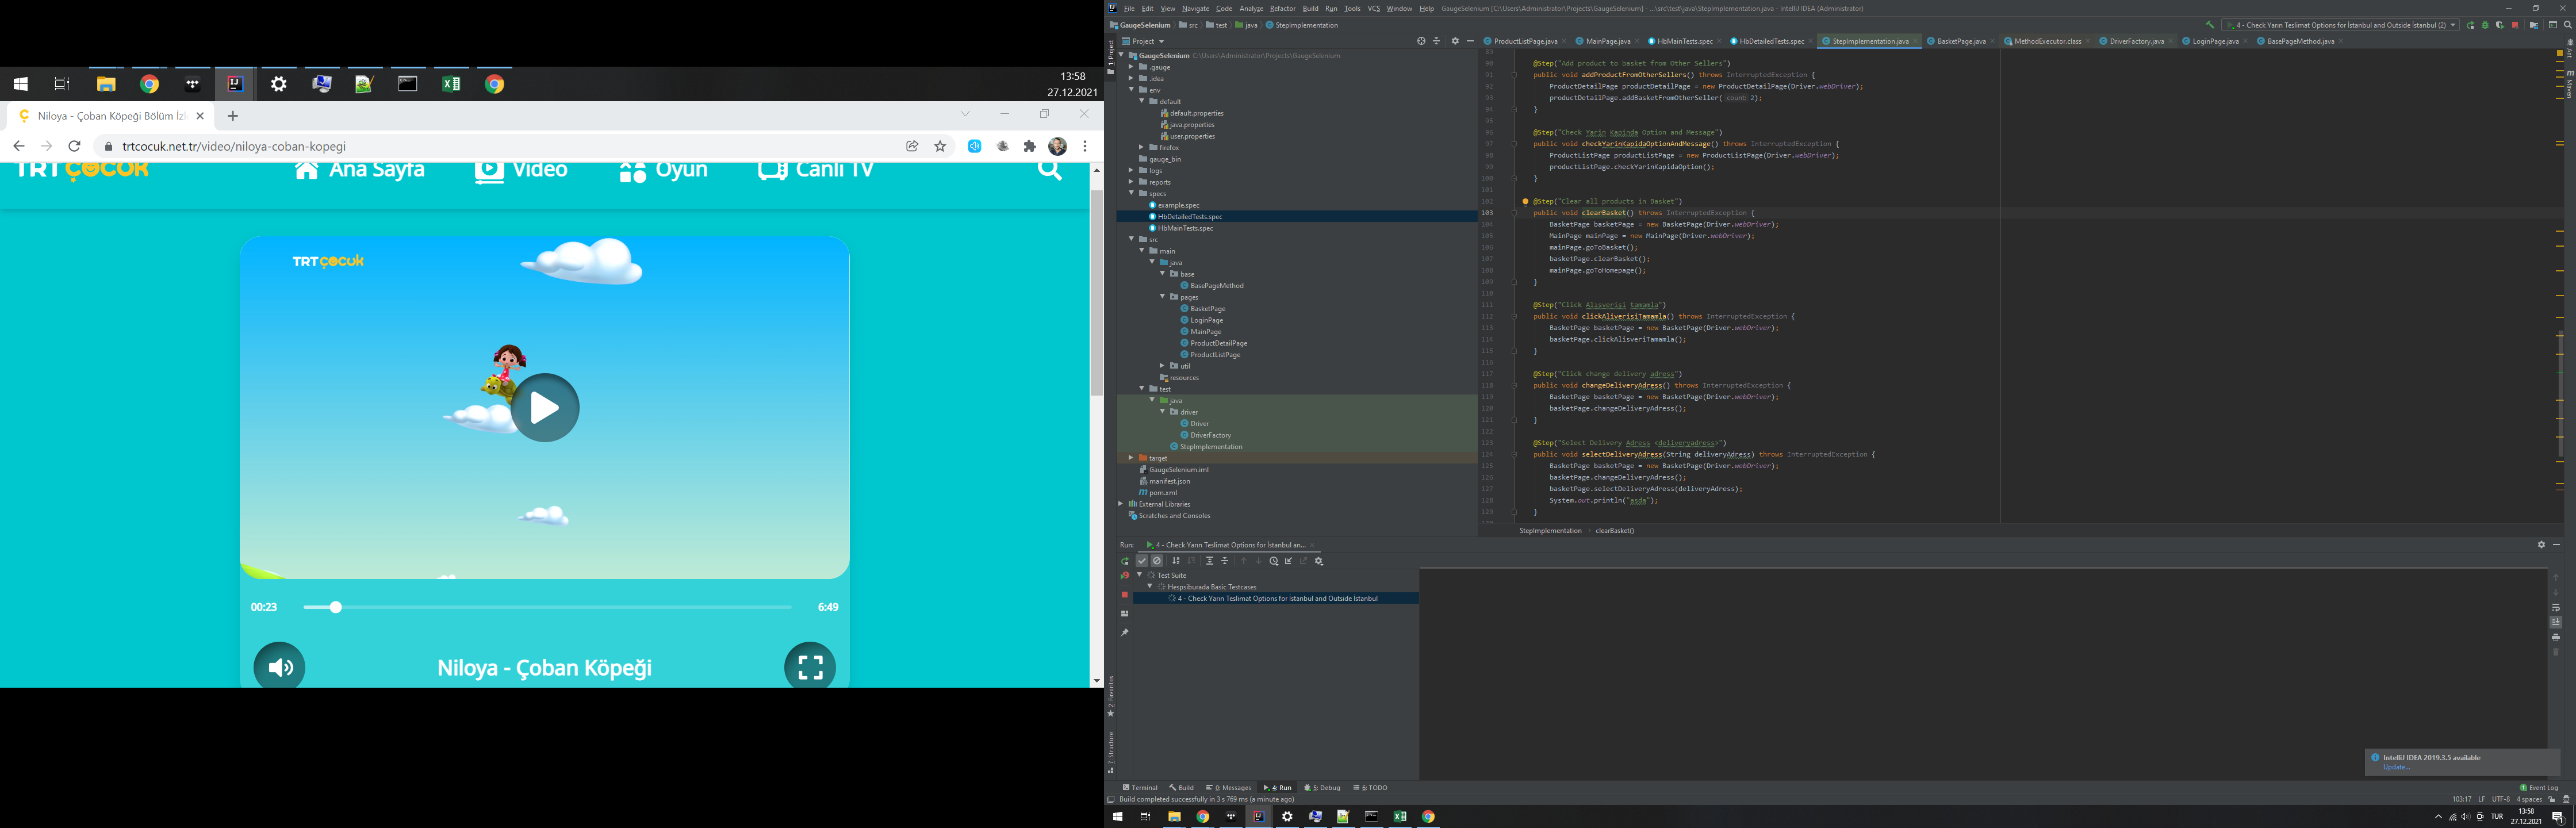 13:58
27.12.2021
Niloya - Çoban Köpeği Bölüm İzle
trtcocuk.net.tr/video/niloya-coban-kopegi
TRT ÇOCUK
Ana Sayfa
Video
Oyun
Canlı TV
TRT çocuk
00:23
6:49
Niloya - Çoban Köpeği
File Edit View Navigate Code Analyze Refactor Build Run Tools VCS Window Help GaugeSelenium [C:\Users\Administrator\Projects\GaugeSelenium] - ...\src\test\java\StepImplementation.java - IntelliJ IDEA (Administrator)
GaugeSelenium src test java StepImplementation
4 - Check Yarın Teslimat Options for İstanbul and Outside İstanbul (2)
1: Project
Project
ProductListPage.java MainPage.java HbMainTests.spec HbDetailedTests.spec StepImplementation.java BasketPage.java MethodExecutor.class DriverFactory.java LoginPage.java BasePageMethod.java
Ant
Maven
GaugeSelenium C:\Users\Administrator\Projects\GaugeSelenium
.gauge
.idea
env
default
default.properties
java.properties
user.properties
firefox
gauge_bin
logs
reports
specs
example.spec
HbDetailedTests.spec
HbMainTests.spec
src
main
java
base
BasePageMethod
pages
BasketPage
LoginPage
MainPage
ProductDetailPage
ProductListPage
util
resources
test
java
driver
Driver
DriverFactory
StepImplementation
target
GaugeSelenium.iml
manifest.json
pom.xml
External Libraries
Scratches and Consoles
89
90 @Step("Add product to basket from Other Sellers")
91 public void addProductFromOtherSellers() throws InterruptedException {
92 ProductDetailPage productDetailPage = new ProductDetailPage(Driver.webDriver);
93 productDetailPage.addBasketFromOtherSeller( count: 2);
94 }
95
96 @Step("Check Yarin Kapinda Option and Message")
97 public void checkYarinKapidaOptionAndMessage() throws InterruptedException {
98 ProductListPage productListPage = new ProductListPage(Driver.webDriver);
99 productListPage.checkYarinKapidaOption();
100 }
101
102 @Step("Clear all products in Basket")
103 public void clearBasket() throws InterruptedException {
104 BasketPage basketPage = new BasketPage(Driver.webDriver);
105 MainPage mainPage = new MainPage(Driver.webDriver);
106 mainPage.goToBasket();
107 basketPage.clearBasket();
108 mainPage.goToHomepage();
109 }
110
111 @Step("Click Alışverişi tamamla")
112 public void clickAliverisiTamamla() throws InterruptedException {
113 BasketPage basketPage = new BasketPage(Driver.webDriver);
114 basketPage.clickAlisveriTamamla();
115 }
116
117 @Step("Click change delivery adress")
118 public void changeDeliveryAdress() throws InterruptedException {
119 BasketPage basketPage = new BasketPage(Driver.webDriver);
120 basketPage.changeDeliveryAdress();
121 }
122
123 @Step("Select Delivery Adress <deliveryadress>")
124 public void selectDeliveryAdress(String deliveryAdress) throws InterruptedException {
125 BasketPage basketPage = new BasketPage(Driver.webDriver);
126 basketPage.changeDeliveryAdress();
127 basketPage.selectDeliveryAdress(deliveryAdress);
128 System.out.println("asda");
129 }
StepImplementation clearBasket()
Run: 4 - Check Yarın Teslimat Options for İstanbul an...
Test Suite
Hespsiburada Basic Testcases
4 - Check Yarın Teslimat Options for İstanbul and Outside İstanbul
2: Favorites
7: Structure
IntelliJ IDEA 2019.3.5 available
Update...
Terminal Build 0: Messages 4: Run 5: Debug 6: TODO
Event Log
Build completed successfully in 3 s 769 ms (a minute ago)
103:17 LF UTF-8 4 spaces
TUR
13:58
27.12.2021